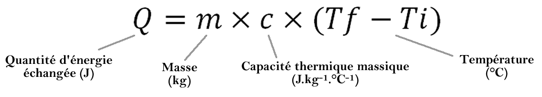 Q = m × c × (Tf − Ti)
Quantité d'énergie
échangée (J)
Masse
(kg)
Capacité thermique massique
(J.kg⁻¹.°C⁻¹)
Température
(°C)